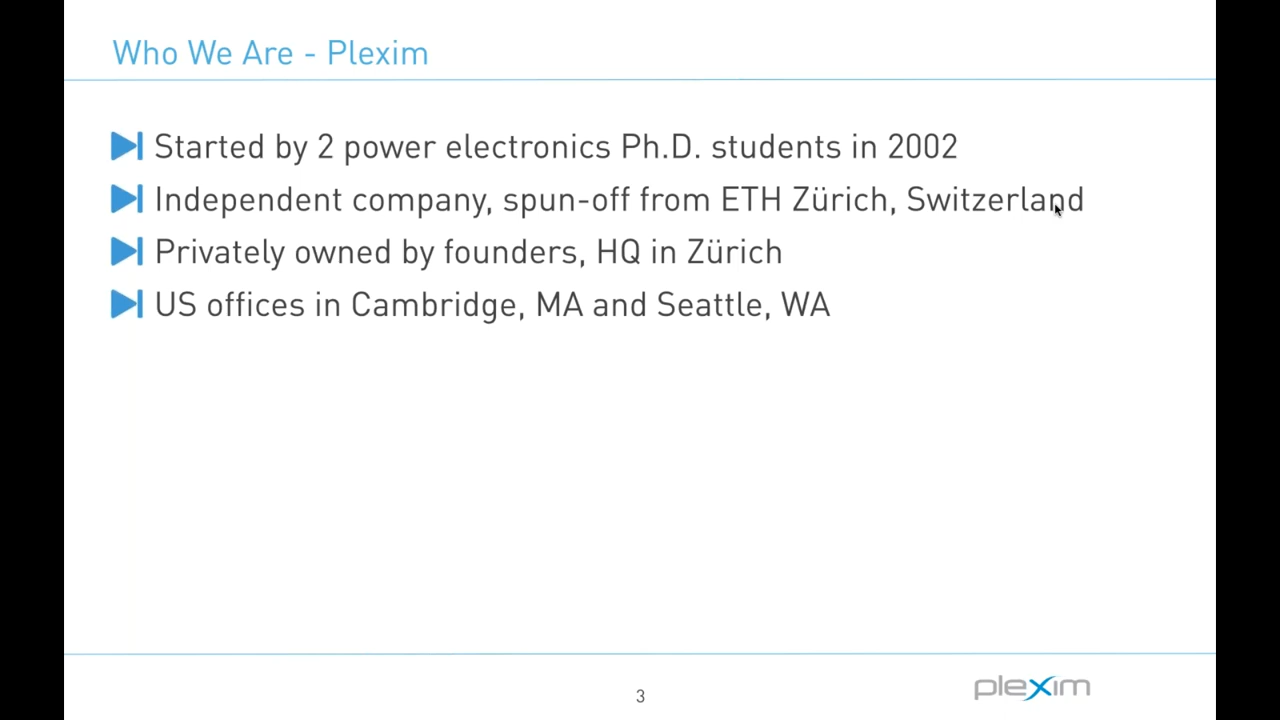 Who We Are - Plexim
Started by 2 power electronics Ph.D. students in 2002
Independent company, spun-off from ETH Zürich, Switzerland
Privately owned by founders, HQ in Zürich
US offices in Cambridge, MA and Seattle, WA
3
plexim